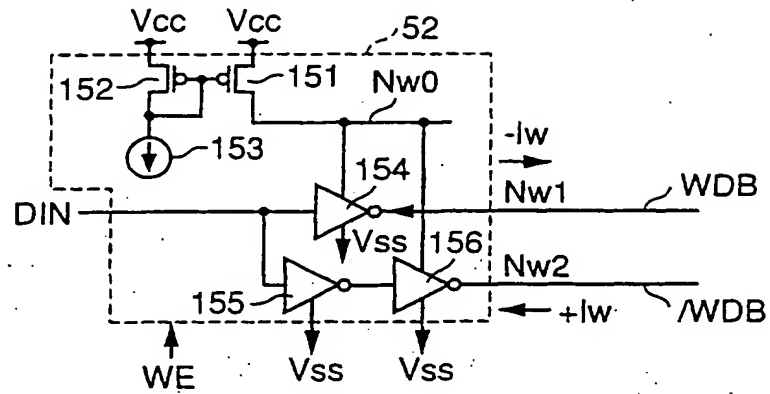 Vcc Vcc 52
152 151 Nw0
153 -Iw
154 Nw1 WDB
DIN
Vss 156 Nw2
155 +Iw /WDB
WE Vss Vss